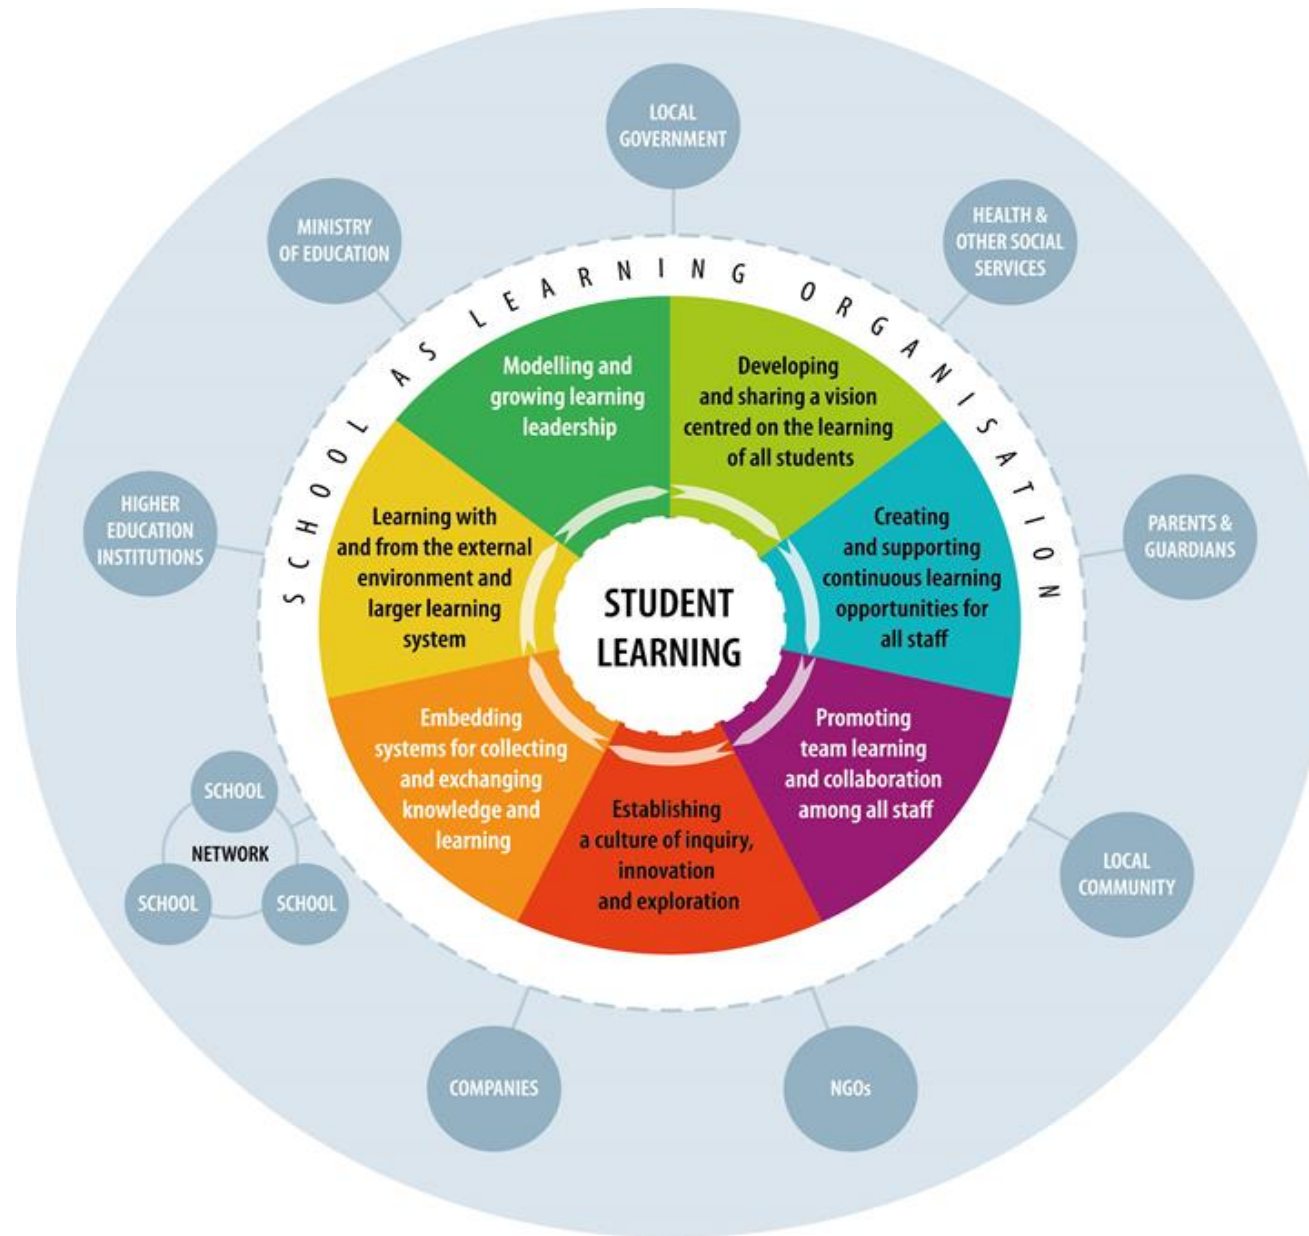 LOCAL
GOVERNMENT
HEALTH &
OTHER SOCIAL
SERVICES
PARENTS &
GUARDIANS
LOCAL
COMMUNITY
NGOs
COMPANIES
SCHOOL
NETWORK
SCHOOL
SCHOOL
HIGHER
EDUCATION
INSTITUTIONS
MINISTRY
OF EDUCATION
SCHOOL AS LEARNING ORGANISATION
Developing
and sharing a vision
centred on the learning
of all students
Creating
and supporting
continuous learning
opportunities for
all staff
Promoting
team learning
and collaboration
among all staff
Establishing
a culture of inquiry,
innovation
and exploration
Embedding
systems for collecting
and exchanging
knowledge and
learning
Learning with
and from the external
environment and
larger learning
system
Modelling and
growing learning
leadership
STUDENT
LEARNING